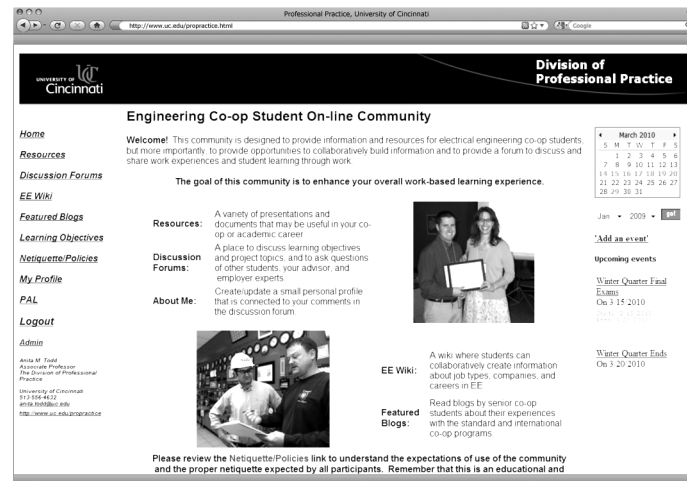 Professional Practice, University of Cincinnati
http://www.uc.edu/propractice.html
Google
UNIVERSITY OF
Cincinnati
Division of
Professional Practice
Home
Resources
Discussion Forums
EE Wiki
Featured Blogs
Learning Objectives
Netiquette/Policies
My Profile
PAL
Logout
Admin
Anita M. Todd
Associate Professor
The Division of Professional
Practice
University of Cincinnati
513-556-4632
anita.todd@uc.edu
http://www.uc.edu/propractice
Engineering Co-op Student On-line Community
Welcome! This community is designed to provide information and resources for electrical engineering co-op students,
but more importantly, to provide opportunities to collaboratively build information and to provide a forum to discuss and
share work experiences and student learning through work.
The goal of this community is to enhance your overall work-based learning experience.
Resources:
A variety of presentations and
documents that may be useful in your co-
op or academic career
Discussion
Forums:
A place to discuss learning objectives
and project topics, and to ask questions
of other students, your advisor, and
employer experts
About Me:
Create/update a small personal profile
that is connected to your comments in
the discussion forum.
EE Wiki:
A wiki where students can
collaboratively create information
about job types, companies, and
careers in EE
Featured
Blogs:
Read blogs by senior co-op
students about their experiences
with the standard and international
co-op programs
Please review the Netiquette/Policies link to understand the expectations of use of the community
and the proper netiquette expected by all participants. Remember that this is an educational and
March 2010
S M T W T F S
1 2 3 4 5 6
7 8 9 10 11 12 13
14 15 16 17 18 19 20
21 22 23 24 25 26 27
28 29 30 31
Jan 2009 go!
'Add an event'
Upcoming events
Winter Quarter Final
Exams
On 3-15-2010
Winter Quarter Ends
On 3-20-2010